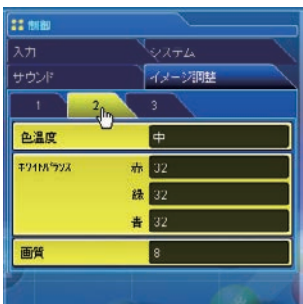 制御
入力 システム
サウンド イメージ調整
1 2 3
色温度 中
ﾎﾜｲﾄﾊﾞﾗﾝｽ 赤 32
緑 32
青 32
画質 8